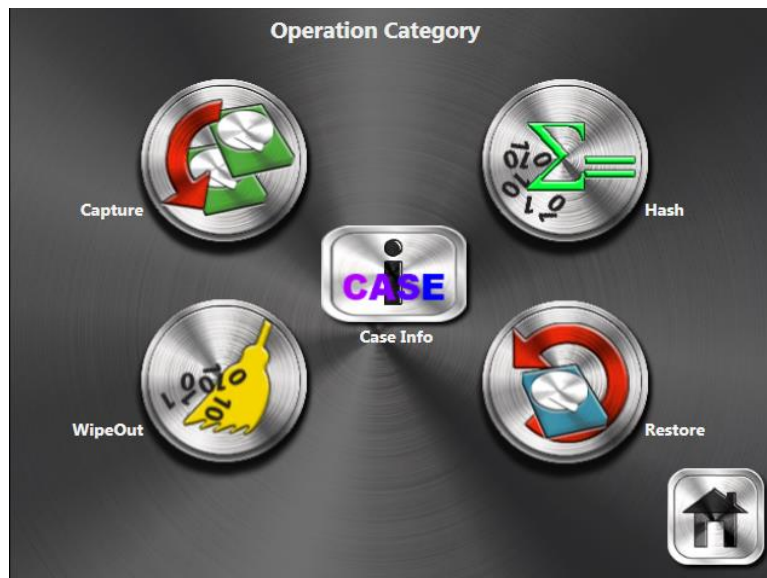 Operation Category
Capture
Hash
CASE
Case Info
WipeOut
Restore